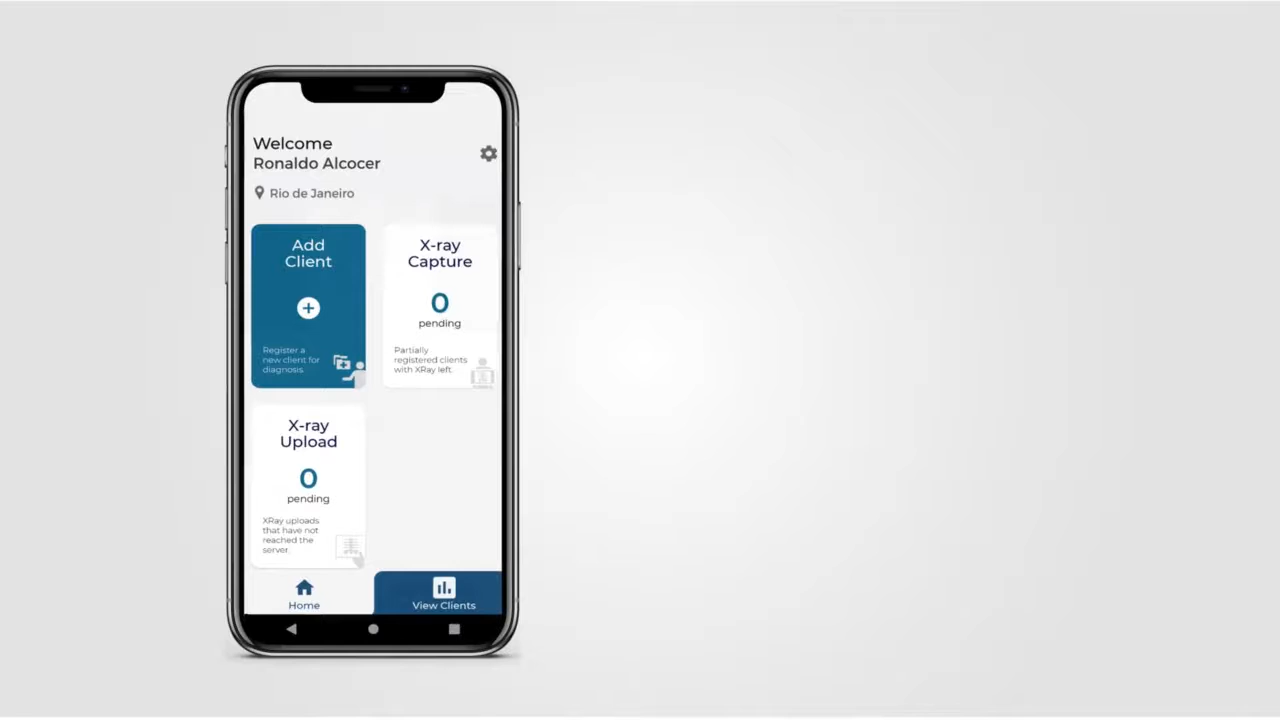 Welcome
Ronaldo Alcocer
Rio de Janeiro
Add
Client
Register a
new client for
diagnosis.
X-ray
Capture
0
pending
Partially
registered clients
with XRay left.
X-ray
Upload
0
pending
XRay uploads
that have not
reached the
server.
Home
View Clients